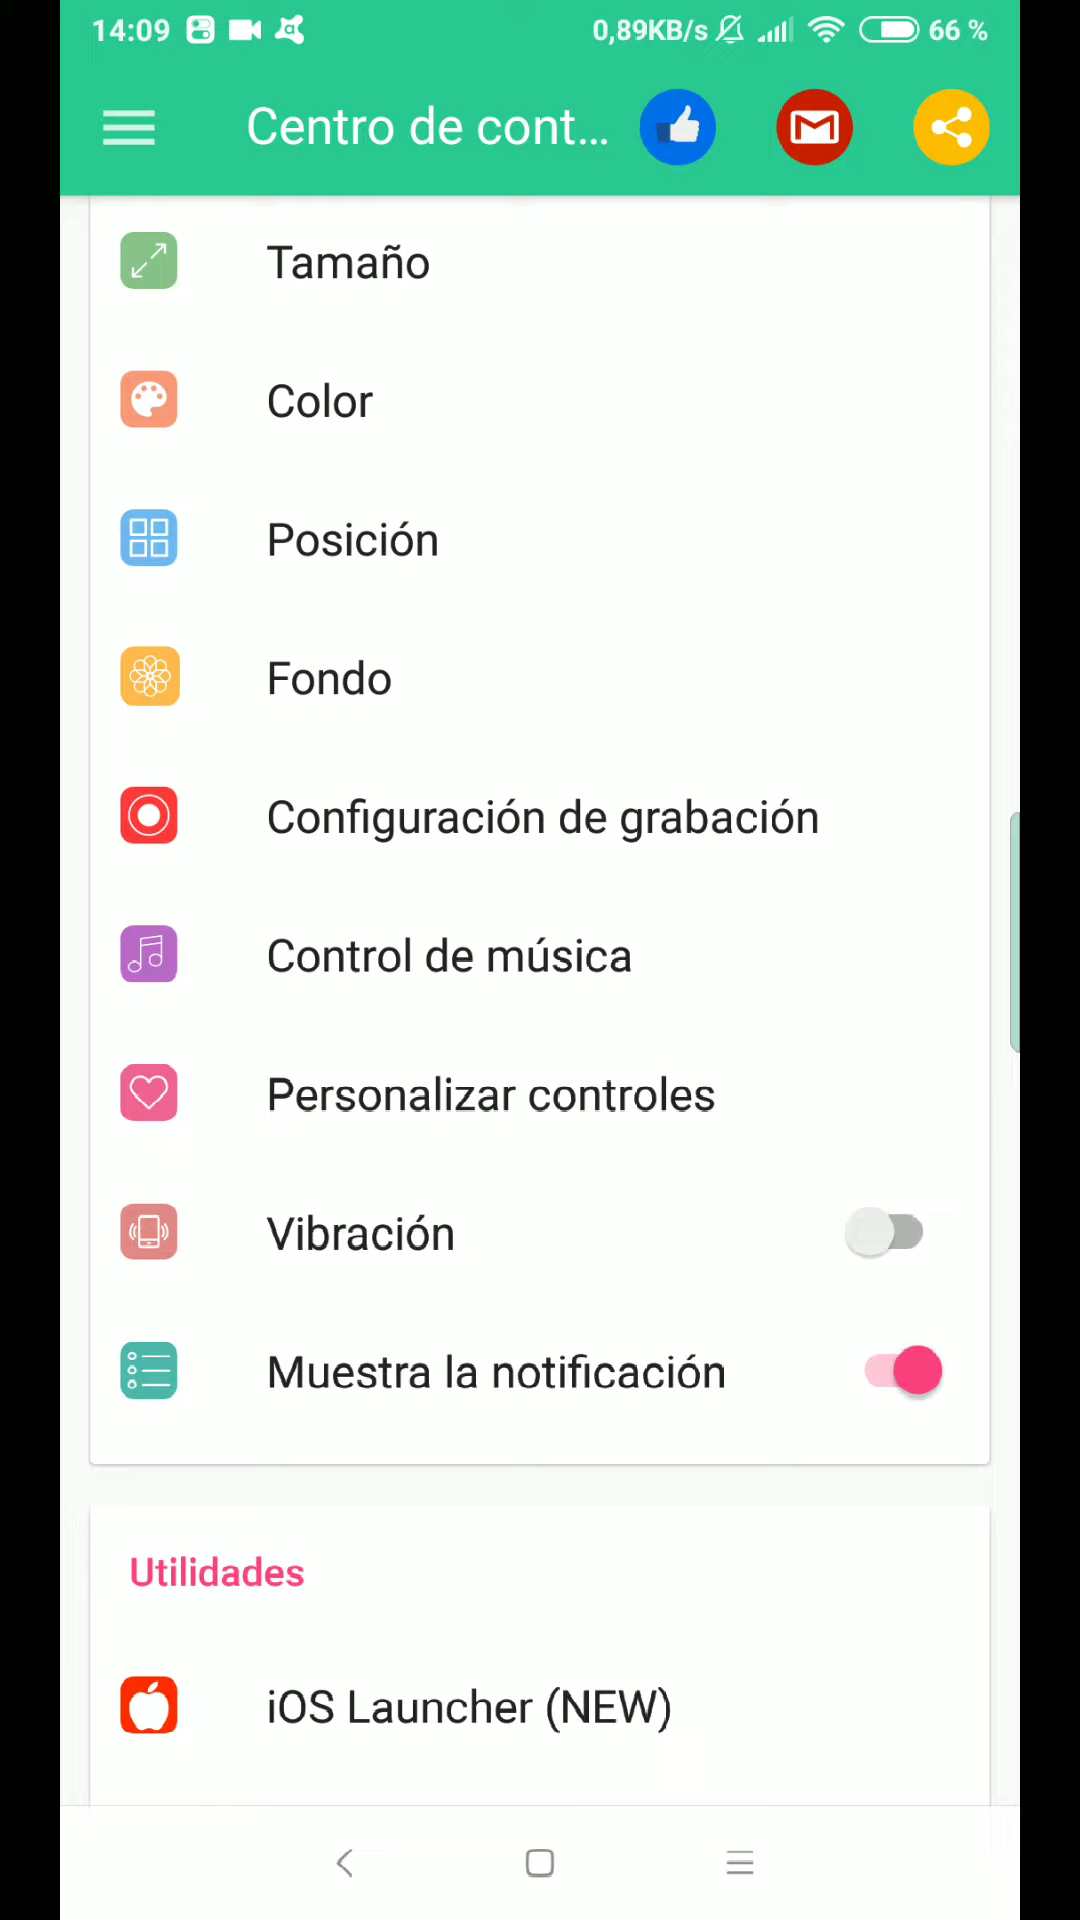 14:09 0,89KB/s 66 %
Centro de cont...
Tamaño
Color
Posición
Fondo
Configuración de grabación
Control de música
Personalizar controles
Vibración
Muestra la notificación
Utilidades
iOS Launcher (NEW)